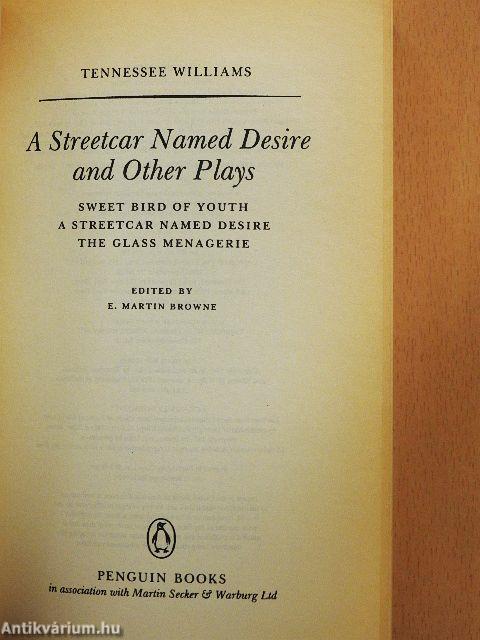 TENNESSEE WILLIAMS
A Streetcar Named Desire
and Other Plays
SWEET BIRD OF YOUTH
A STREETCAR NAMED DESIRE
THE GLASS MENAGERIE
EDITED BY
E. MARTIN BROWNE
PENGUIN BOOKS
in association with Martin Secker & Warburg Ltd
Antikvárium.hu